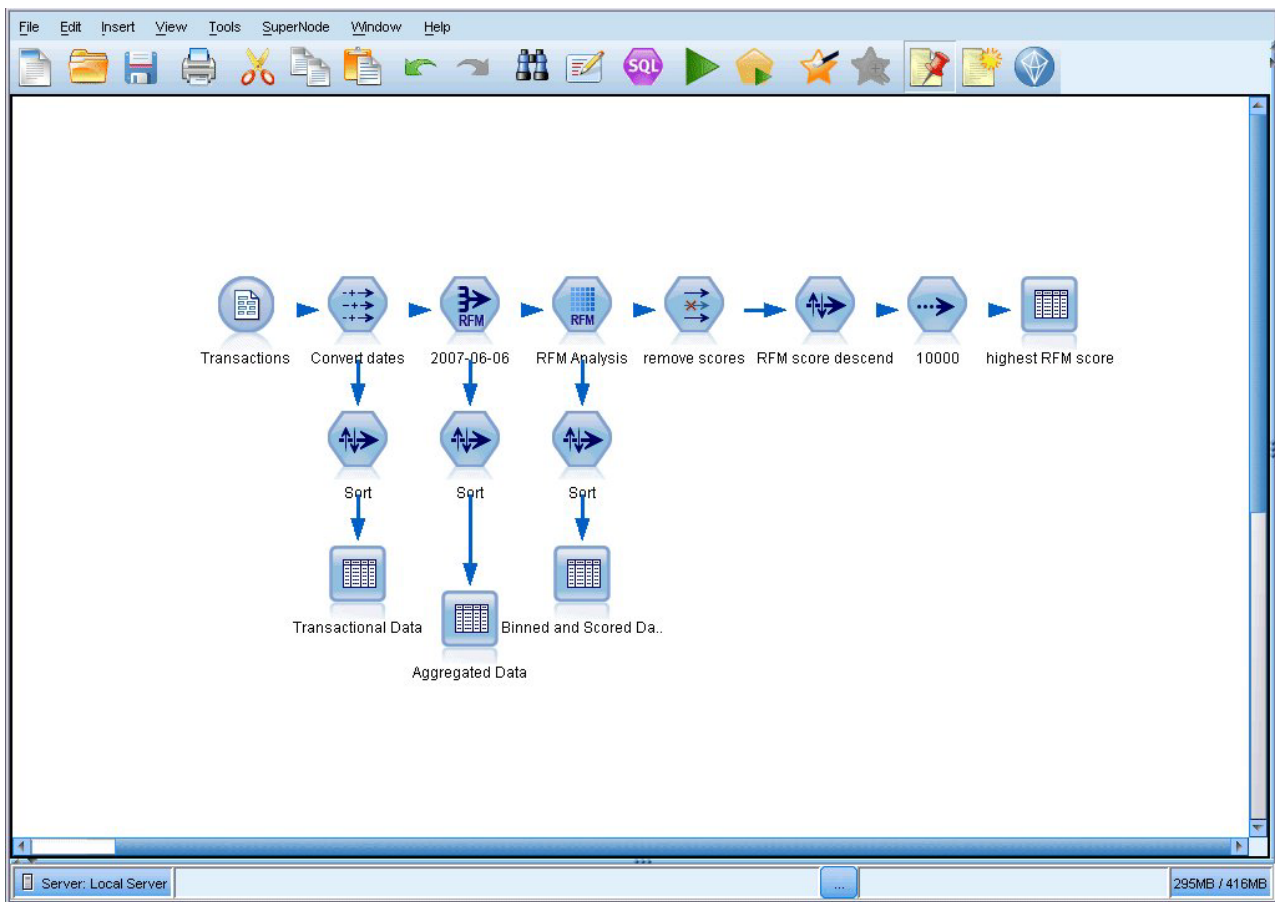 File Edit Insert View Tools SuperNode Window Help
SQL
RFM RFM
Transactions Convert dates 2007-06-06 RFM Analysis remove scores RFM score descend 10000 highest RFM score
Sort Sort Sort
Transactional Data Binned and Scored Da..
Aggregated Data
Server: Local Server ... 295MB / 416MB